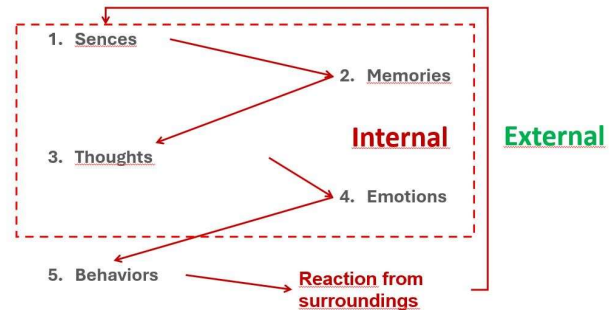 1. Sences
2. Memories
Internal
External
3. Thoughts
4. Emotions
5. Behaviors
Reaction from
surroundings